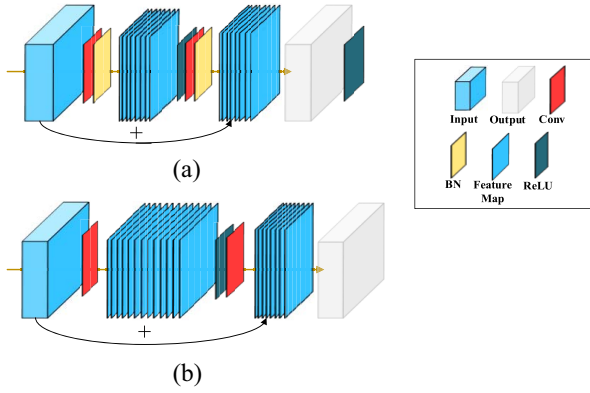 +
(a)
Input Output Conv
BN Feature Map ReLU
+
(b)